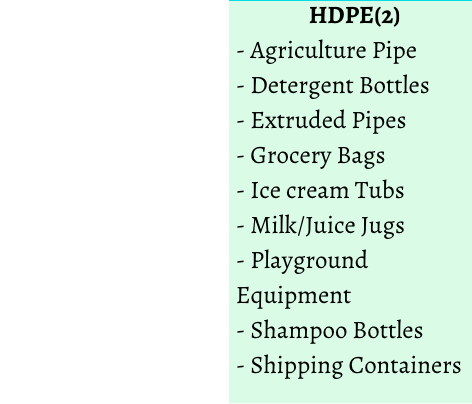 HDPE(2)
- Agriculture Pipe
- Detergent Bottles
- Extruded Pipes
- Grocery Bags
- Ice cream Tubs
- Milk/Juice Jugs
- Playground
Equipment
- Shampoo Bottles
- Shipping Containers